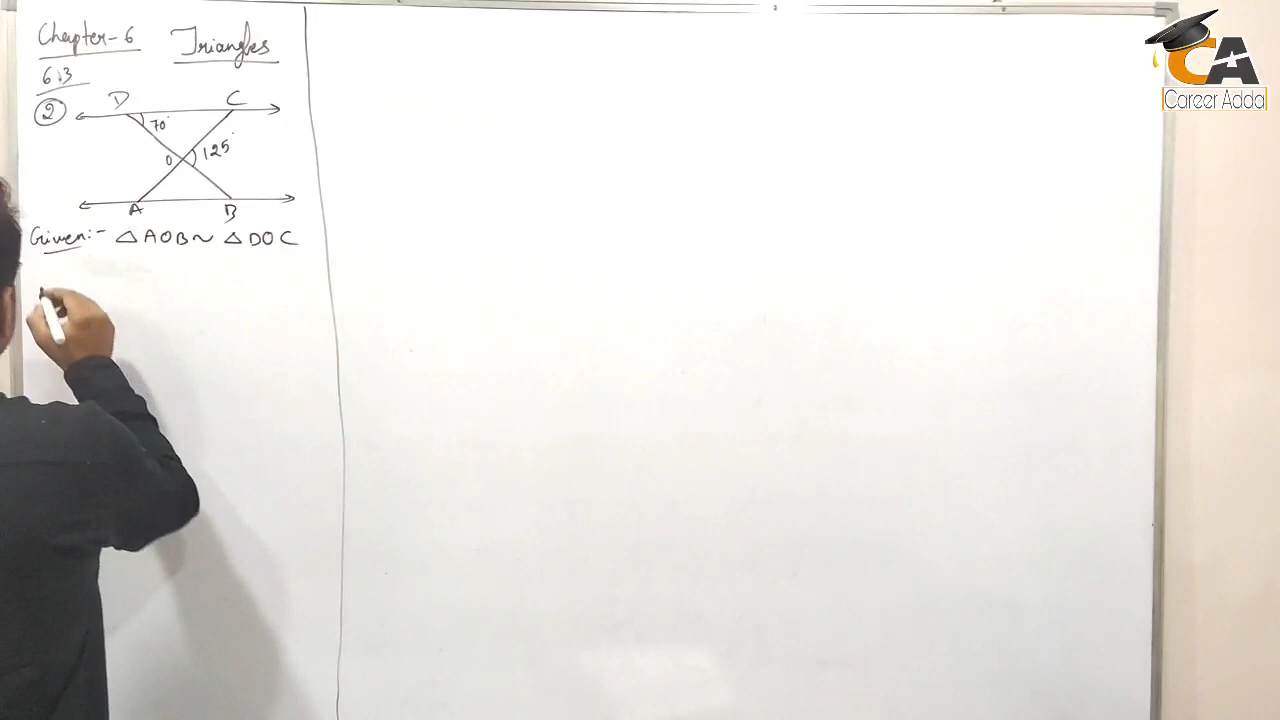 Chapter-6 Triangles
6.3
2
D C
70°
O 125°
A B
Given:- △AOB ~ △DOC
CA
Career Adda